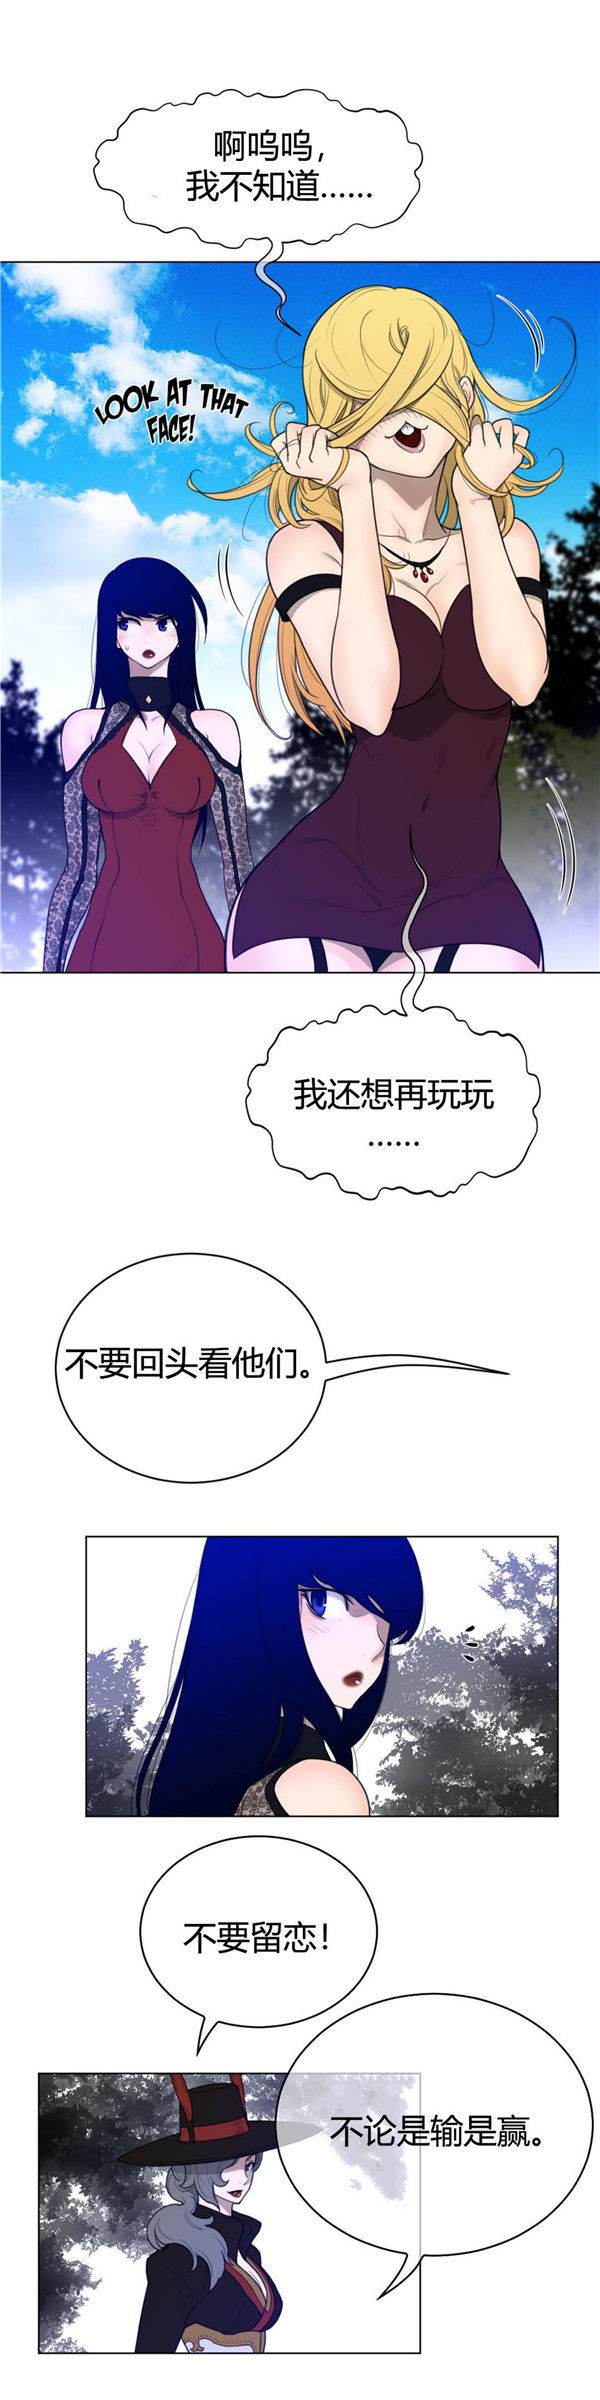 啊呜呜，
我不知道……
LOOK AT THAT
FACE!
我还想再玩玩
……
不要回头看他们。
不要留恋！
不论是输是赢。